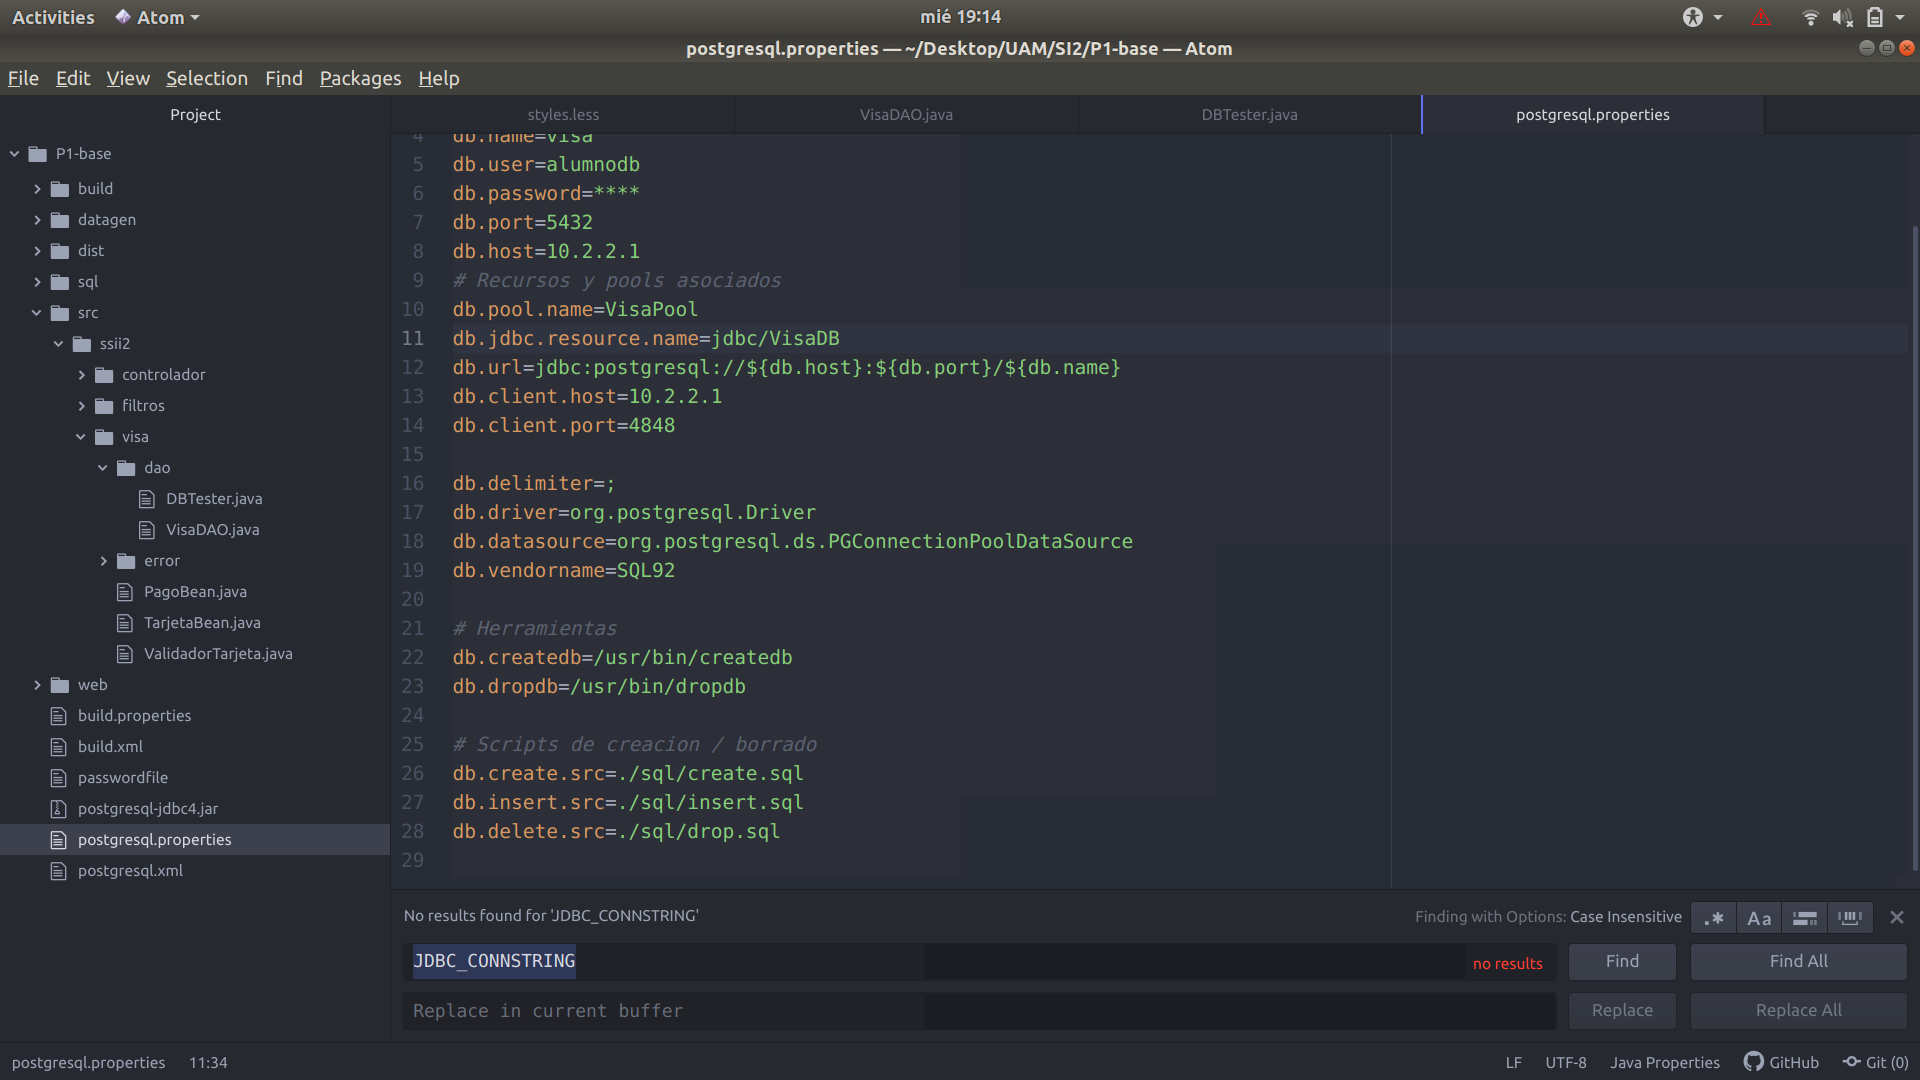 Activities
Atom
mié 19:14
postgresql.properties — ~/Desktop/UAM/SI2/P1-base — Atom
File Edit View Selection Find Packages Help
Project
P1-base
build
datagen
dist
sql
src
ssii2
controlador
filtros
visa
dao
DBTester.java
VisaDAO.java
error
PagoBean.java
TarjetaBean.java
ValidadorTarjeta.java
web
build.properties
build.xml
passwordfile
postgresql-jdbc4.jar
postgresql.properties
postgresql.xml
styles.less
VisaDAO.java
DBTester.java
postgresql.properties
4 db.name=visa
5 db.user=alumnodb
6 db.password=****
7 db.port=5432
8 db.host=10.2.2.1
9 # Recursos y pools asociados
10 db.pool.name=VisaPool
11 db.jdbc.resource.name=jdbc/VisaDB
12 db.url=jdbc:postgresql://${db.host}:${db.port}/${db.name}
13 db.client.host=10.2.2.1
14 db.client.port=4848
15
16 db.delimiter=;
17 db.driver=org.postgresql.Driver
18 db.datasource=org.postgresql.ds.PGConnectionPoolDataSource
19 db.vendorname=SQL92
20
21 # Herramientas
22 db.createdb=/usr/bin/createdb
23 db.dropdb=/usr/bin/dropdb
24
25 # Scripts de creacion / borrado
26 db.create.src=./sql/create.sql
27 db.insert.src=./sql/insert.sql
28 db.delete.src=./sql/drop.sql
29
No results found for 'JDBC_CONNSTRING'
Finding with Options: Case Insensitive
.* Aa
JDBC_CONNSTRING
no results
Find
Find All
Replace in current buffer
Replace
Replace All
postgresql.properties 11:34
LF UTF-8 Java Properties GitHub Git (0)